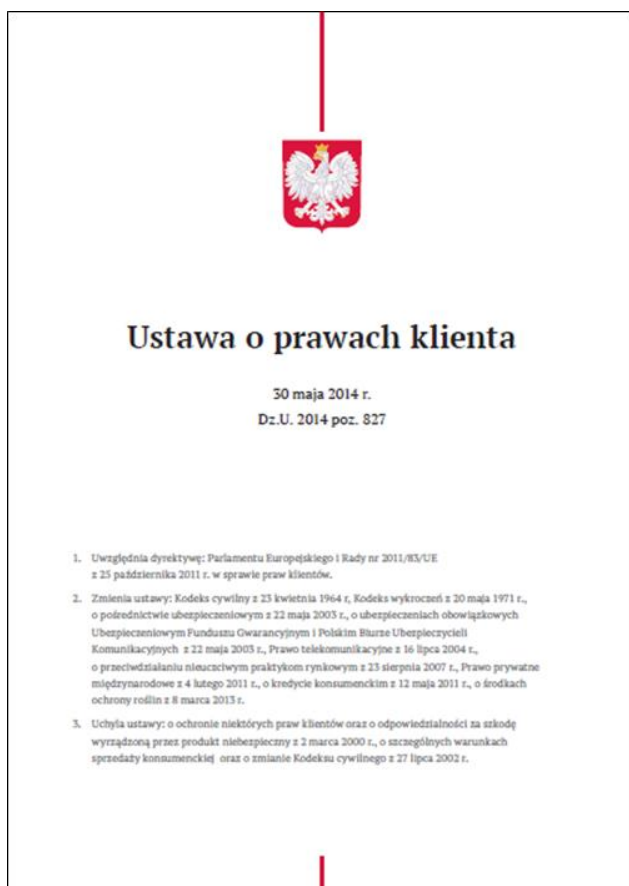 Ustawa o prawach klienta
30 maja 2014 r.
Dz.U. 2014 poz. 827
1. Uwzględnia dyrektywę: Parlamentu Europejskiego i Rady nr 2011/83/UE
z 25 października 2011 r. w sprawie praw klientów.
2. Zmienia ustawy: Kodeks cywilny z 23 kwietnia 1964 r, Kodeks wykroczeń z 20 maja 1971 r.,
o pośrednictwie ubezpieczeniowym z 22 maja 2003 r., o ubezpieczeniach obowiązkowych
Ubezpieczeniowym Funduszu Gwarancyjnym i Polskim Biurze Ubezpieczycieli
Komunikacyjnych z 22 maja 2003 r., Prawo telekomunikacyjne z 16 lipca 2004 r.,
o przeciwdziałaniu nieuczciwym praktykom rynkowym z 23 sierpnia 2007 r., Prawo prywatne
międzynarodowe z 4 lutego 2011 r., o kredycie konsumenckim z 12 maja 2011 r., o środkach
ochrony roślin z 8 marca 2013 r.
3. Uchyla ustawy: o ochronie niektórych praw klientów oraz o odpowiedzialności za szkodę
wyrządzoną przez produkt niebezpieczny z 2 marca 2000 r., o szczególnych warunkach
sprzedaży konsumenckiej oraz o zmianie Kodeksu cywilnego z 27 lipca 2002 r.